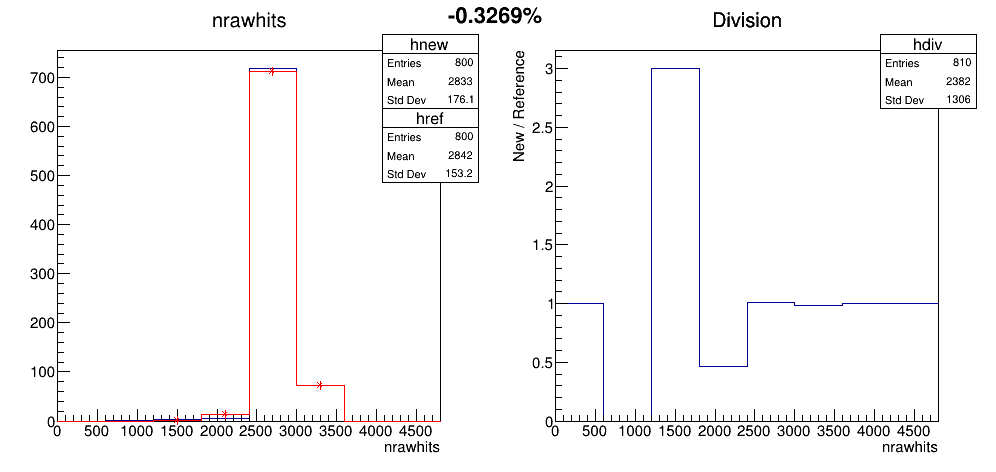 -0.3269%
nrawhits
hnew
Entries 800
Mean 2833
Std Dev 176.1
href
Entries 800
Mean 2842
Std Dev 153.2
700
600
500
400
300
200
100
0
0 500 1000 1500 2000 2500 3000 3500 4000 4500
nrawhits
Division
hdiv
Entries 810
Mean 2382
Std Dev 1306
New / Reference
3
2.5
2
1.5
1
0.5
0
0 500 1000 1500 2000 2500 3000 3500 4000 4500
nrawhits